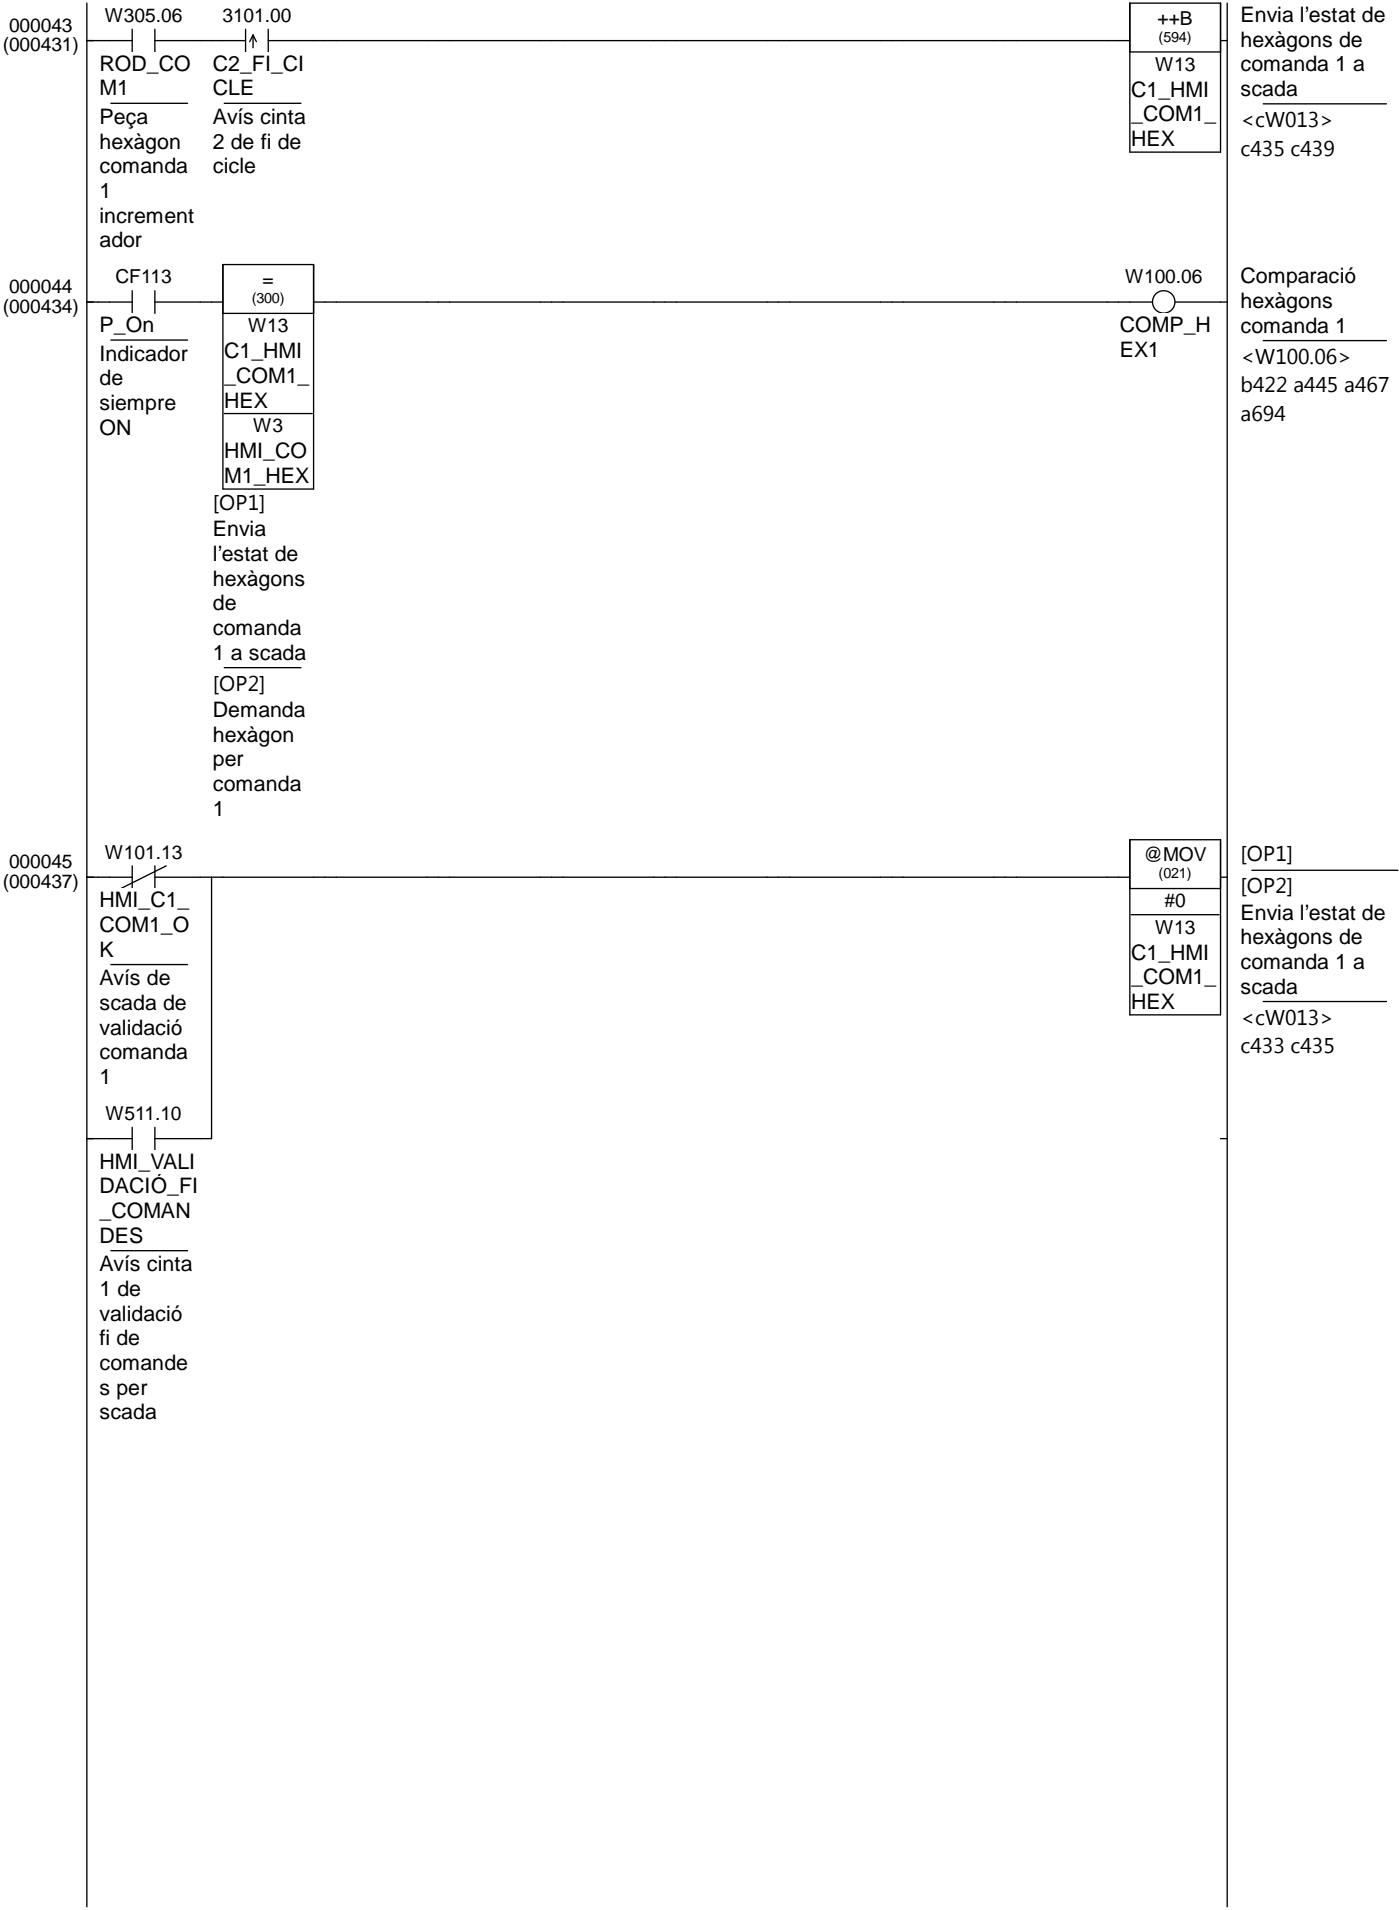 000043
(000431)
W305.06
ROD_CO
M1
Peça
hexàgon
comanda
1
increment
ador
3101.00
C2_FI_CI
CLE
Avís cinta
2 de fi de
cicle
++B
(594)
W13
C1_HMI
_COM1_
HEX
Envia l'estat de
hexàgons de
comanda 1 a
scada
<cW013>
c435 c439
000044
(000434)
CF113
P_On
Indicador
de
siempre
ON
=
(300)
W13
C1_HMI
_COM1_
HEX
W3
HMI_CO
M1_HEX
[OP1]
Envia
l'estat de
hexàgons
de
comanda
1 a scada
[OP2]
Demanda
hexàgon
per
comanda
1
W100.06
COMP_H
EX1
Comparació
hexàgons
comanda 1
<W100.06>
b422 a445 a467
a694
000045
(000437)
W101.13
HMI_C1_
COM1_O
K
Avís de
scada de
validació
comanda
1
W511.10
HMI_VALI
DACIÓ_FI
_COMAN
DES
Avís cinta
1 de
validació
fi de
comande
s per
scada
@MOV
(021)
#0
W13
C1_HMI
_COM1_
HEX
[OP1]
[OP2]
Envia l'estat de
hexàgons de
comanda 1 a
scada
<cW013>
c433 c435